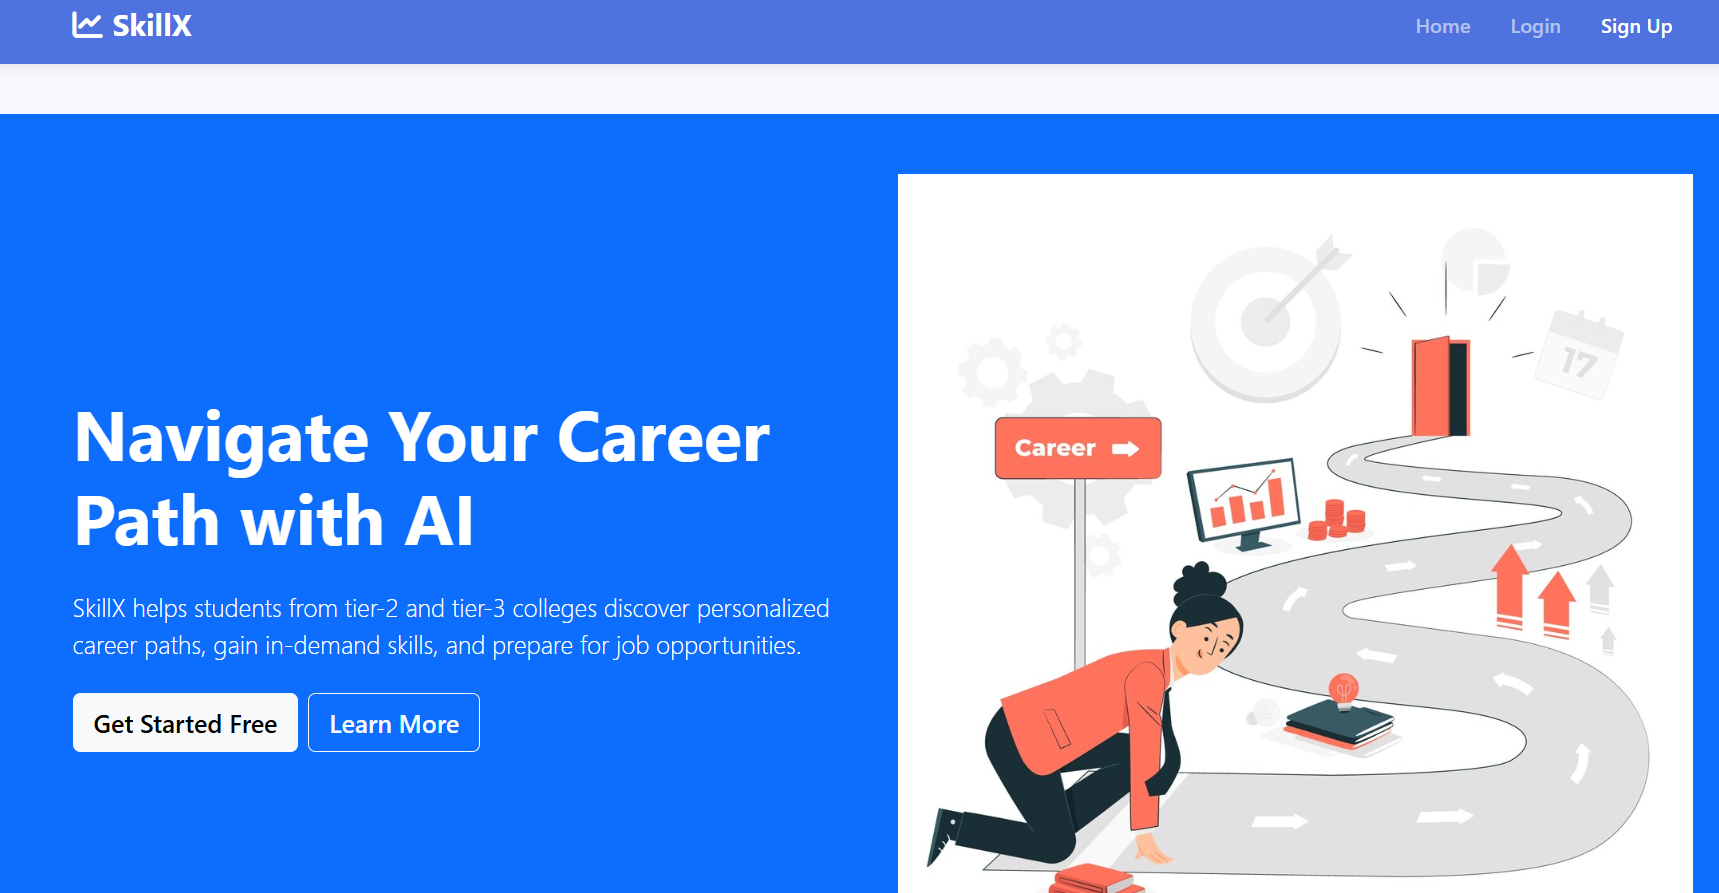 SkillX
Home
Login
Sign Up
Navigate Your Career
Path with AI
SkillX helps students from tier-2 and tier-3 colleges discover personalized
career paths, gain in-demand skills, and prepare for job opportunities.
Get Started Free
Learn More
17
Career